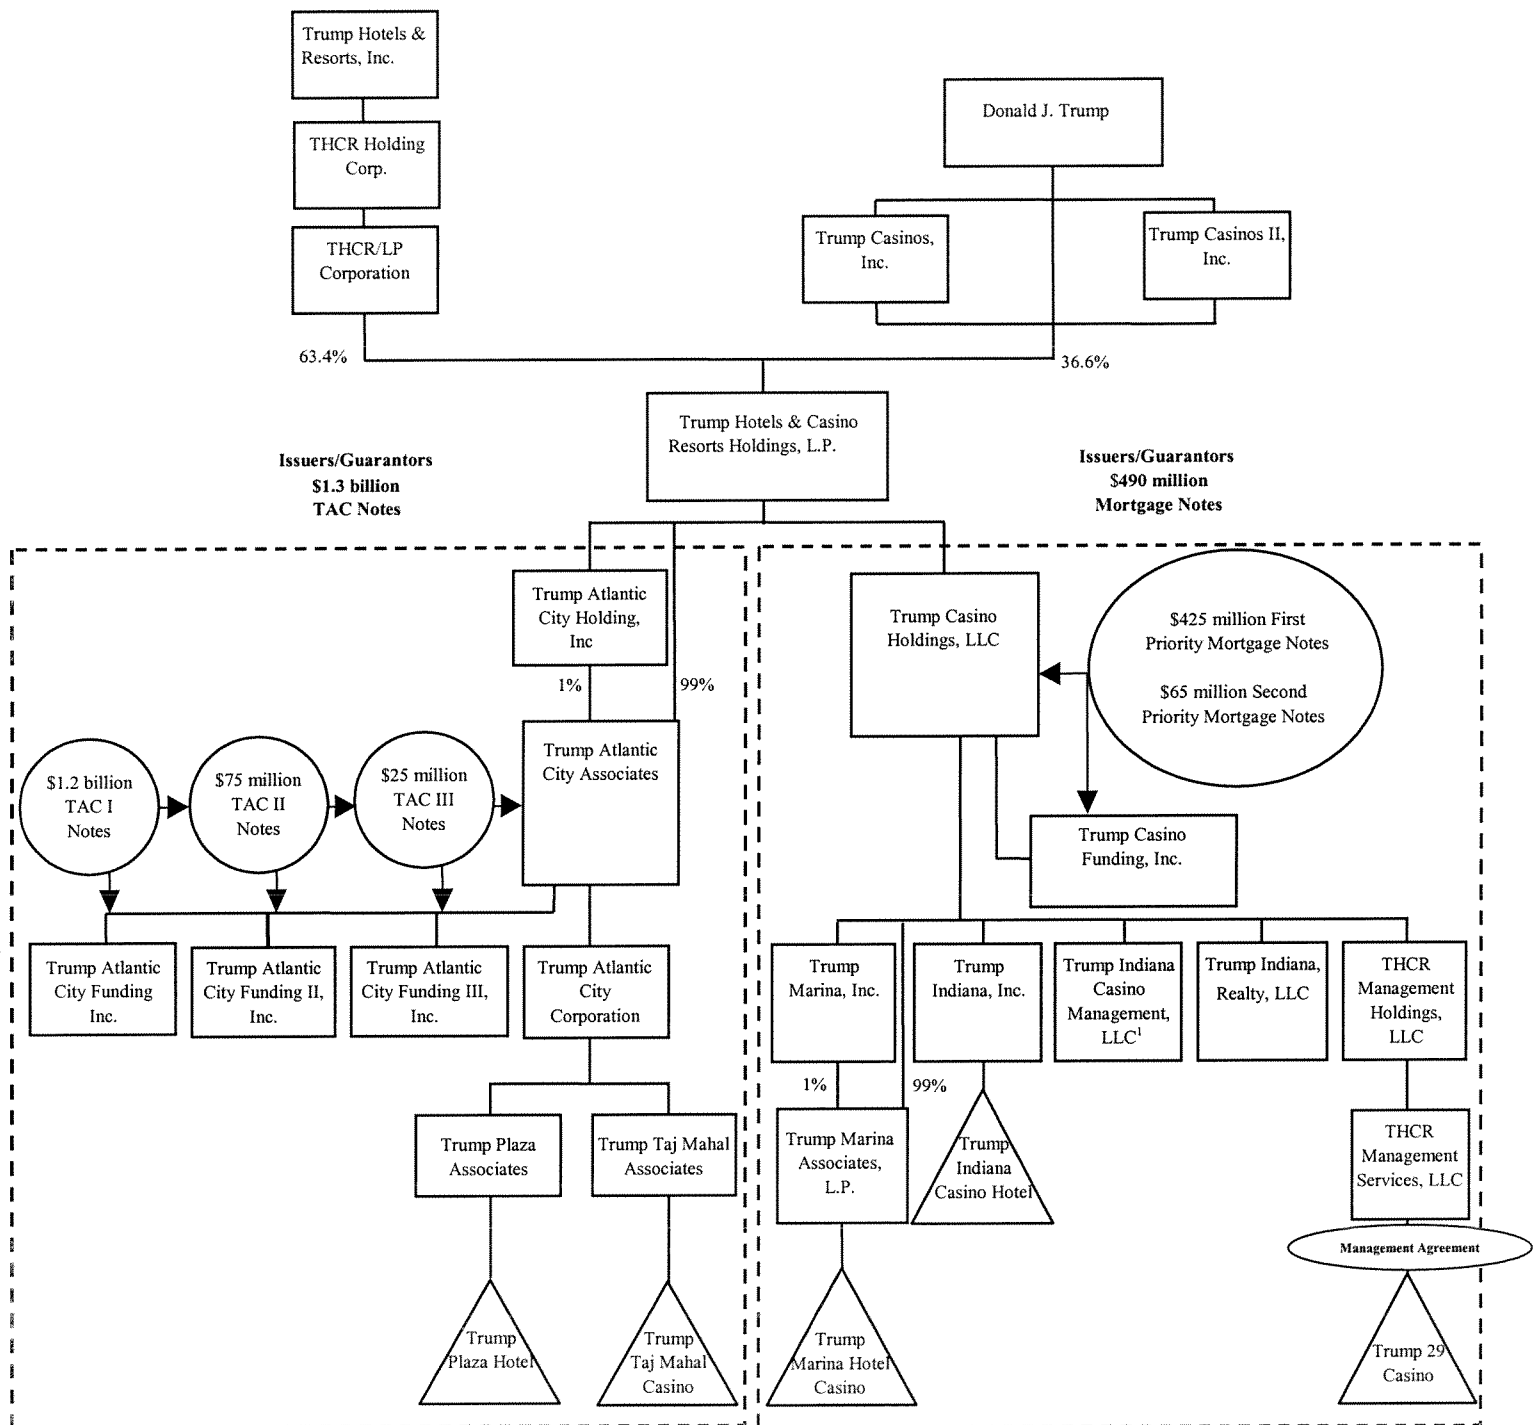 Trump Hotels &
Resorts, Inc.
THCR Holding
Corp.
THCR/LP
Corporation
Donald J. Trump
Trump Casinos,
Inc.
Trump Casinos II,
Inc.
63.4%
36.6%
Trump Hotels & Casino
Resorts Holdings, L.P.
Issuers/Guarantors
$1.3 billion
TAC Notes
Issuers/Guarantors
$490 million
Mortgage Notes
Trump Atlantic
City Holding,
Inc
1%
99%
Trump Atlantic
City Associates
$1.2 billion
TAC I
Notes
$75 million
TAC II
Notes
$25 million
TAC III
Notes
Trump Atlantic
City Funding
Inc.
Trump Atlantic
City Funding II,
Inc.
Trump Atlantic
City Funding III,
Inc.
Trump Atlantic
City
Corporation
Trump Plaza
Associates
Trump Taj Mahal
Associates
Trump
Plaza Hotel
Trump
Taj Mahal
Casino
Trump Casino
Holdings, LLC
$425 million First
Priority Mortgage Notes
$65 million Second
Priority Mortgage Notes
Trump Casino
Funding, Inc.
Trump
Marina, Inc.
Trump
Indiana, Inc.
Trump Indiana
Casino
Management,
LLC1
Trump Indiana,
Realty, LLC
THCR
Management
Holdings,
LLC
1%
99%
Trump Marina
Associates,
L.P.
Trump
Indiana
Casino Hotel
THCR
Management
Services, LLC
Management Agreement
Trump
Marina Hotel
Casino
Trump 29
Casino